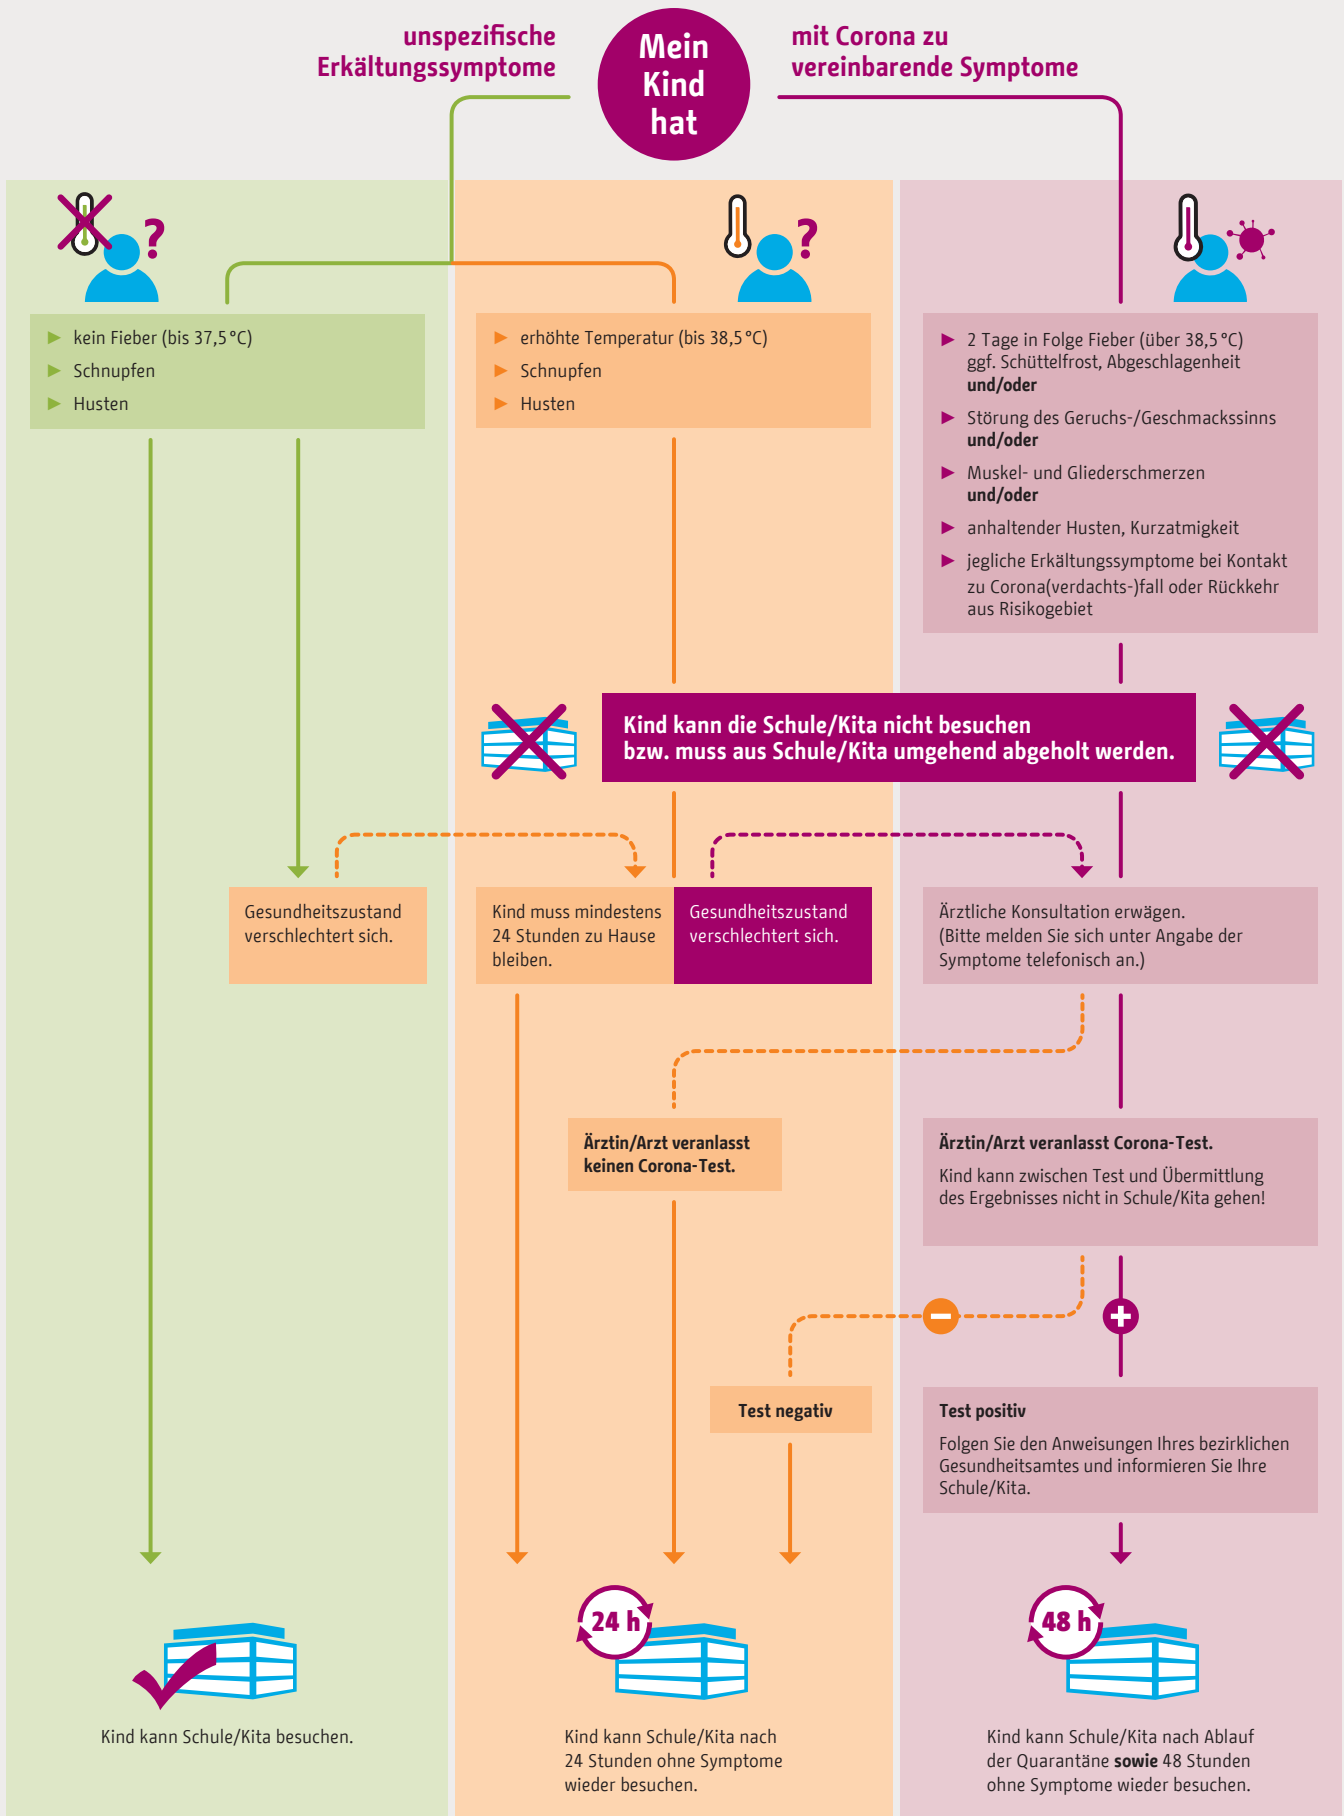 unspezifische
Erkältungssymptome
Mein
Kind
hat
mit Corona zu
vereinbarende Symptome
?
kein Fieber (bis 37,5 °C)
Schnupfen
Husten
?
erhöhte Temperatur (bis 38,5 °C)
Schnupfen
Husten
2 Tage in Folge Fieber (über 38,5 °C)
ggf. Schüttelfrost, Abgeschlagenheit
und/oder
Störung des Geruchs-/Geschmackssinns
und/oder
Muskel- und Gliederschmerzen
und/oder
anhaltender Husten, Kurzatmigkeit
jegliche Erkältungssymptome bei Kontakt
zu Corona(verdachts-)fall oder Rückkehr
aus Risikogebiet
Kind kann die Schule/Kita nicht besuchen
bzw. muss aus Schule/Kita umgehend abgeholt werden.
Gesundheitszustand
verschlechtert sich.
Kind muss mindestens
24 Stunden zu Hause
bleiben.
Gesundheitszustand
verschlechtert sich.
Ärztliche Konsultation erwägen.
(Bitte melden Sie sich unter Angabe der
Symptome telefonisch an.)
Ärztin/Arzt veranlasst
keinen Corona-Test.
Ärztin/Arzt veranlasst Corona-Test.
Kind kann zwischen Test und Übermittlung
des Ergebnisses nicht in Schule/Kita gehen!
Test negativ
Test positiv
Folgen Sie den Anweisungen Ihres bezirklichen
Gesundheitsamtes und informieren Sie Ihre
Schule/Kita.
Kind kann Schule/Kita besuchen.
24 h
Kind kann Schule/Kita nach
24 Stunden ohne Symptome
wieder besuchen.
48 h
Kind kann Schule/Kita nach Ablauf
der Quarantäne sowie 48 Stunden
ohne Symptome wieder besuchen.